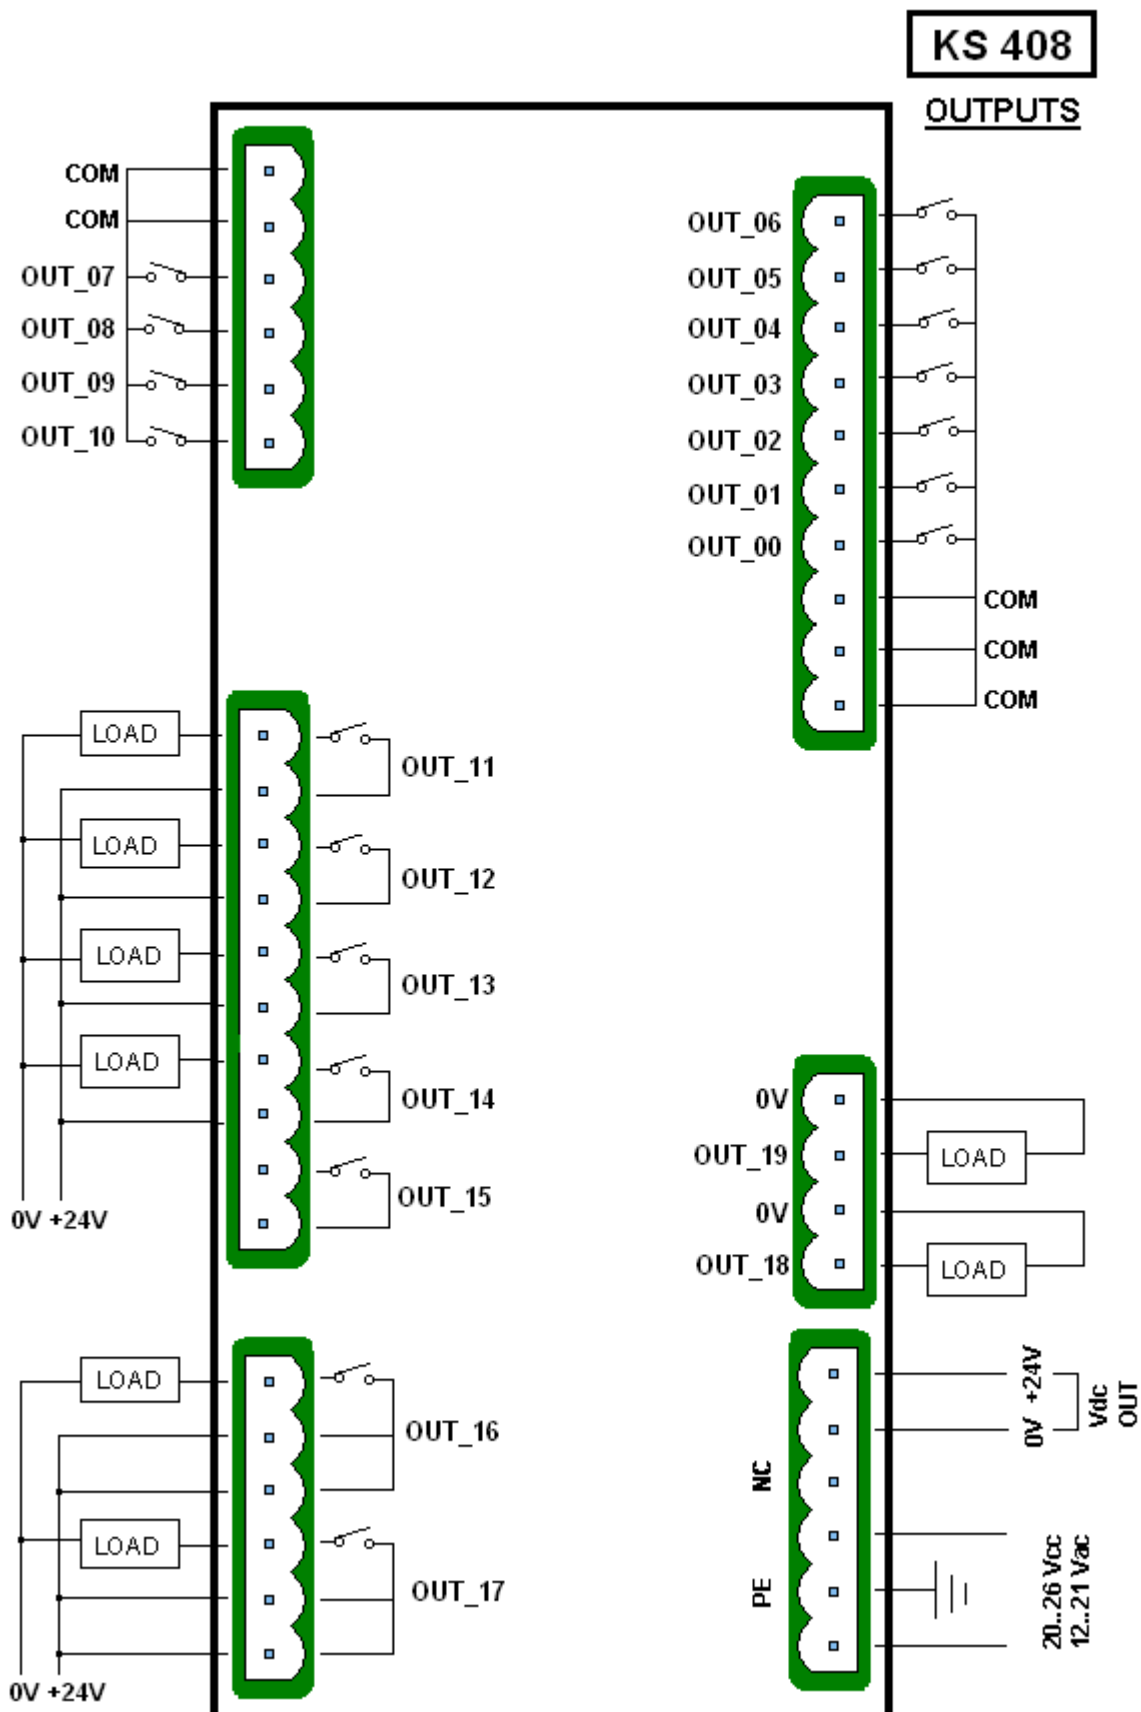 KS 408
OUTPUTS
COM
COM
OUT_07
OUT_08
OUT_09
OUT_10
OUT_06
OUT_05
OUT_04
OUT_03
OUT_02
OUT_01
OUT_00
COM
COM
COM
LOAD
OUT_11
LOAD
OUT_12
LOAD
OUT_13
LOAD
OUT_14
OUT_15
0V +24V
0V
OUT_19
LOAD
0V
OUT_18
LOAD
LOAD
OUT_16
LOAD
OUT_17
0V +24V
0V +24V
Vdc
OUT
NC
PE
20..26 Vcc
12..21 Vac